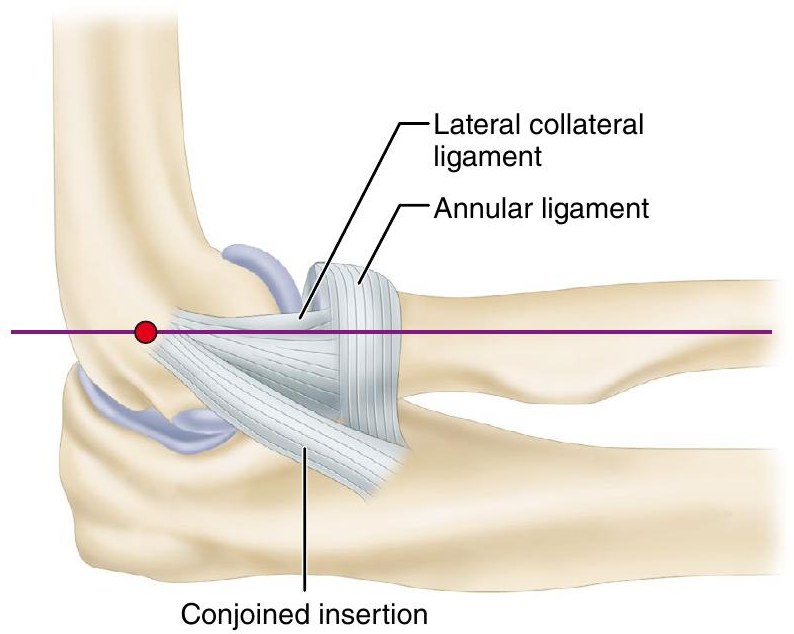 Lateral collateral
ligament
Annular ligament
Conjoined insertion